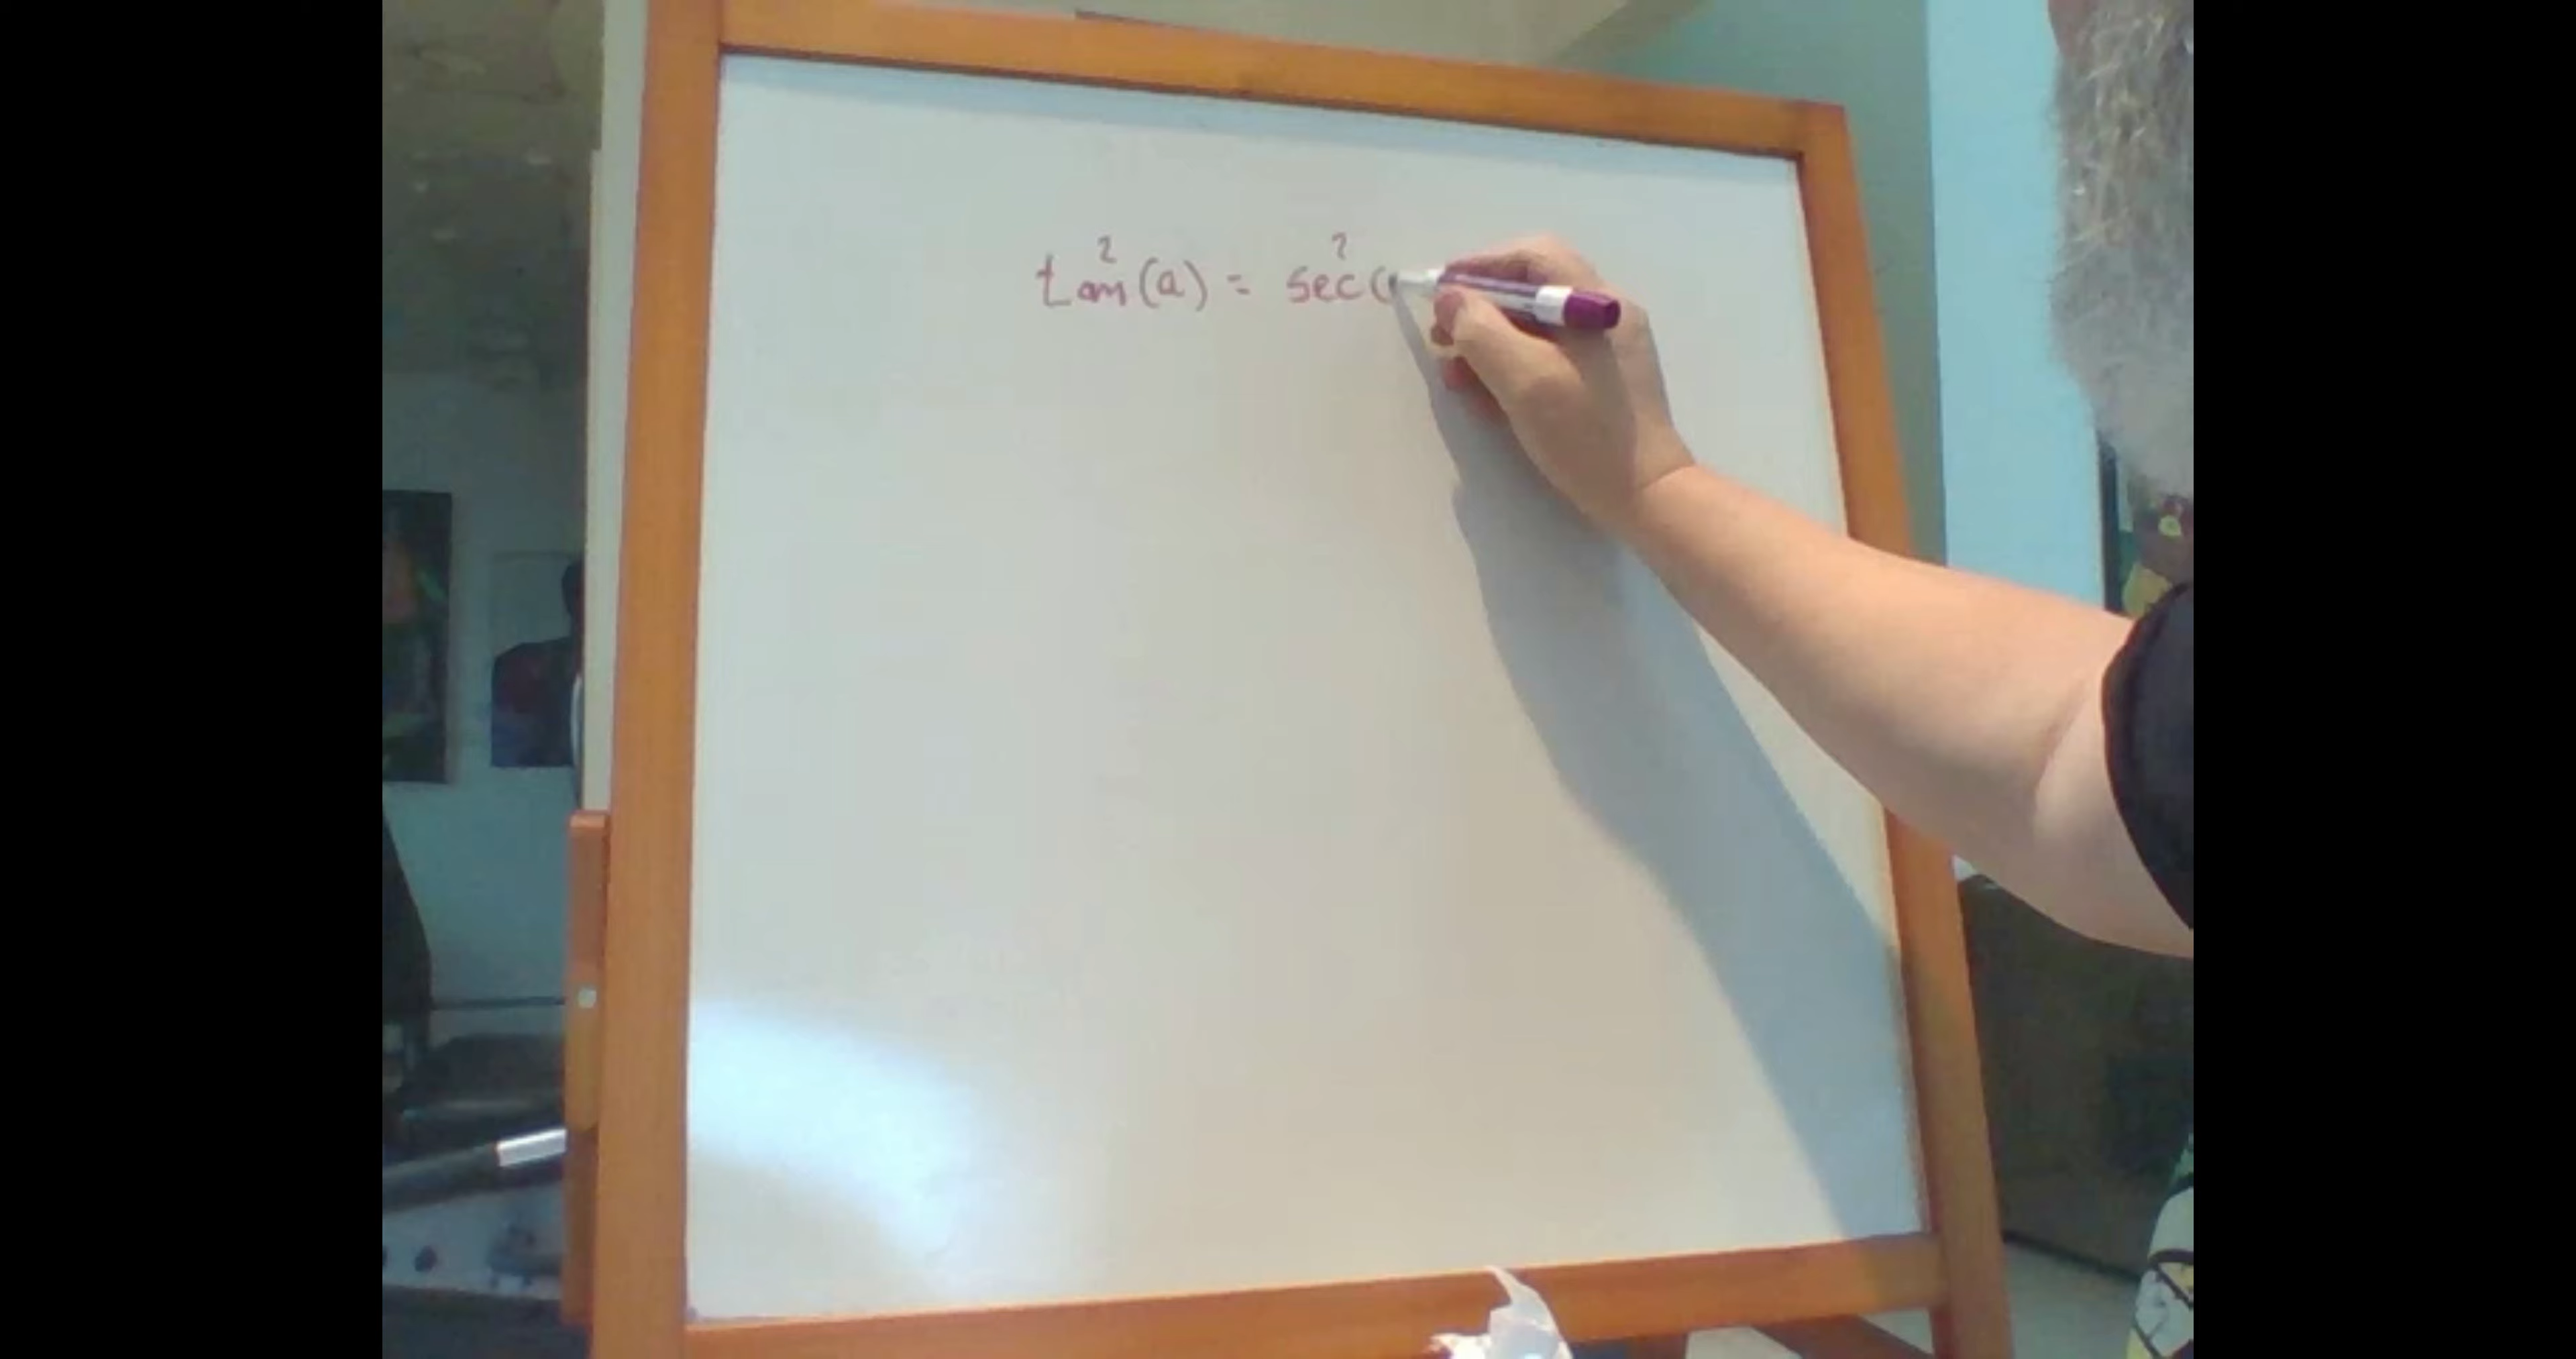 tan²(a) = sec²(